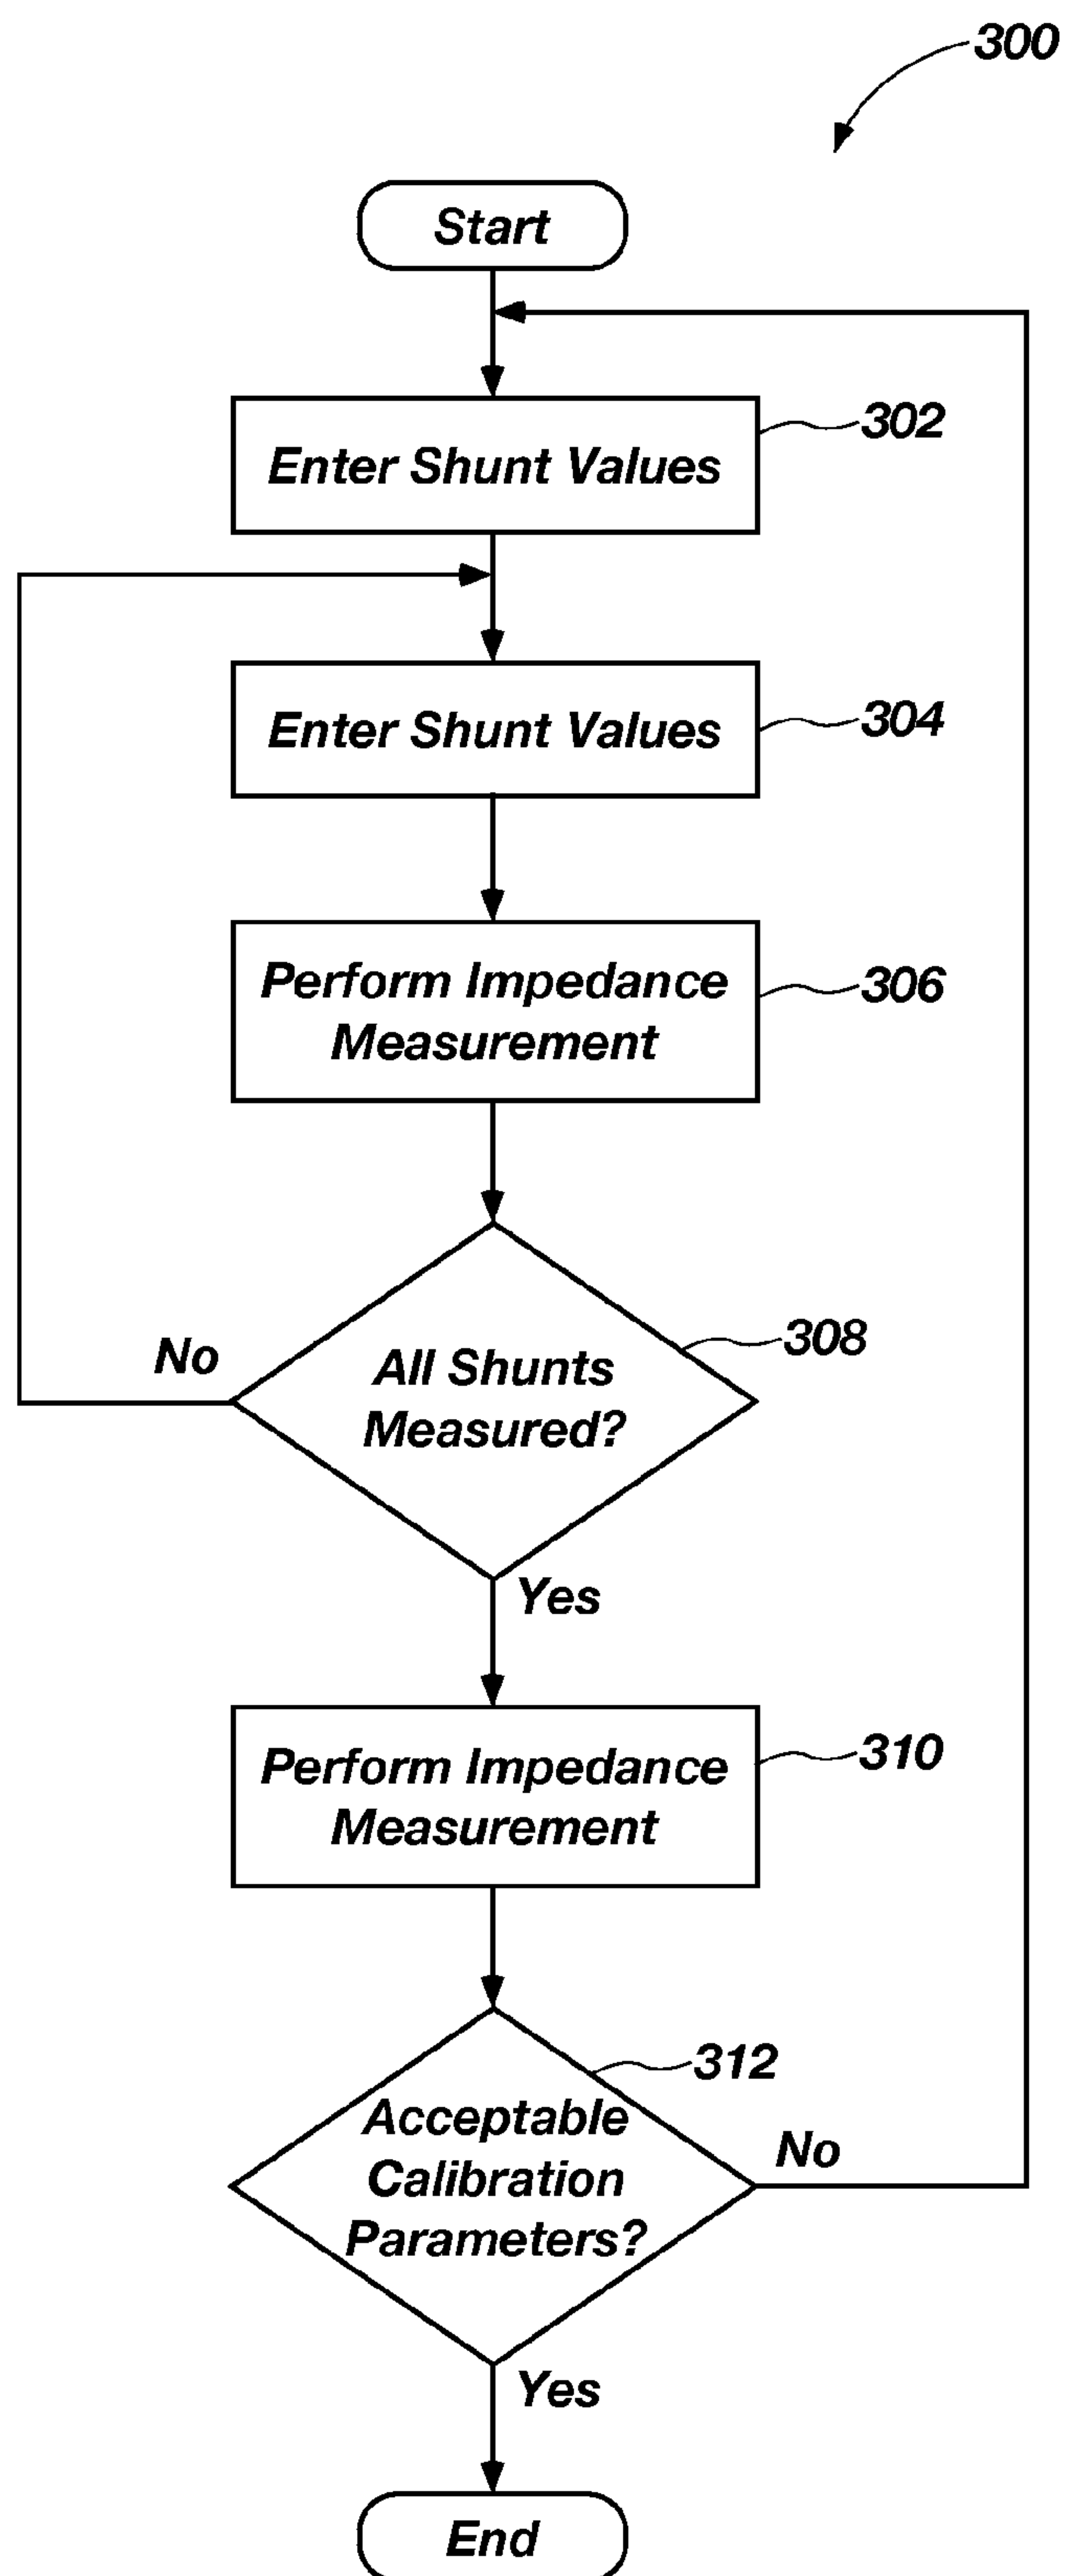 300
Start
302
Enter Shunt Values
304
Enter Shunt Values
306
Perform Impedance
Measurement
308
No
All Shunts
Measured?
Yes
310
Perform Impedance
Measurement
312
Acceptable
Calibration
Parameters?
No
Yes
End